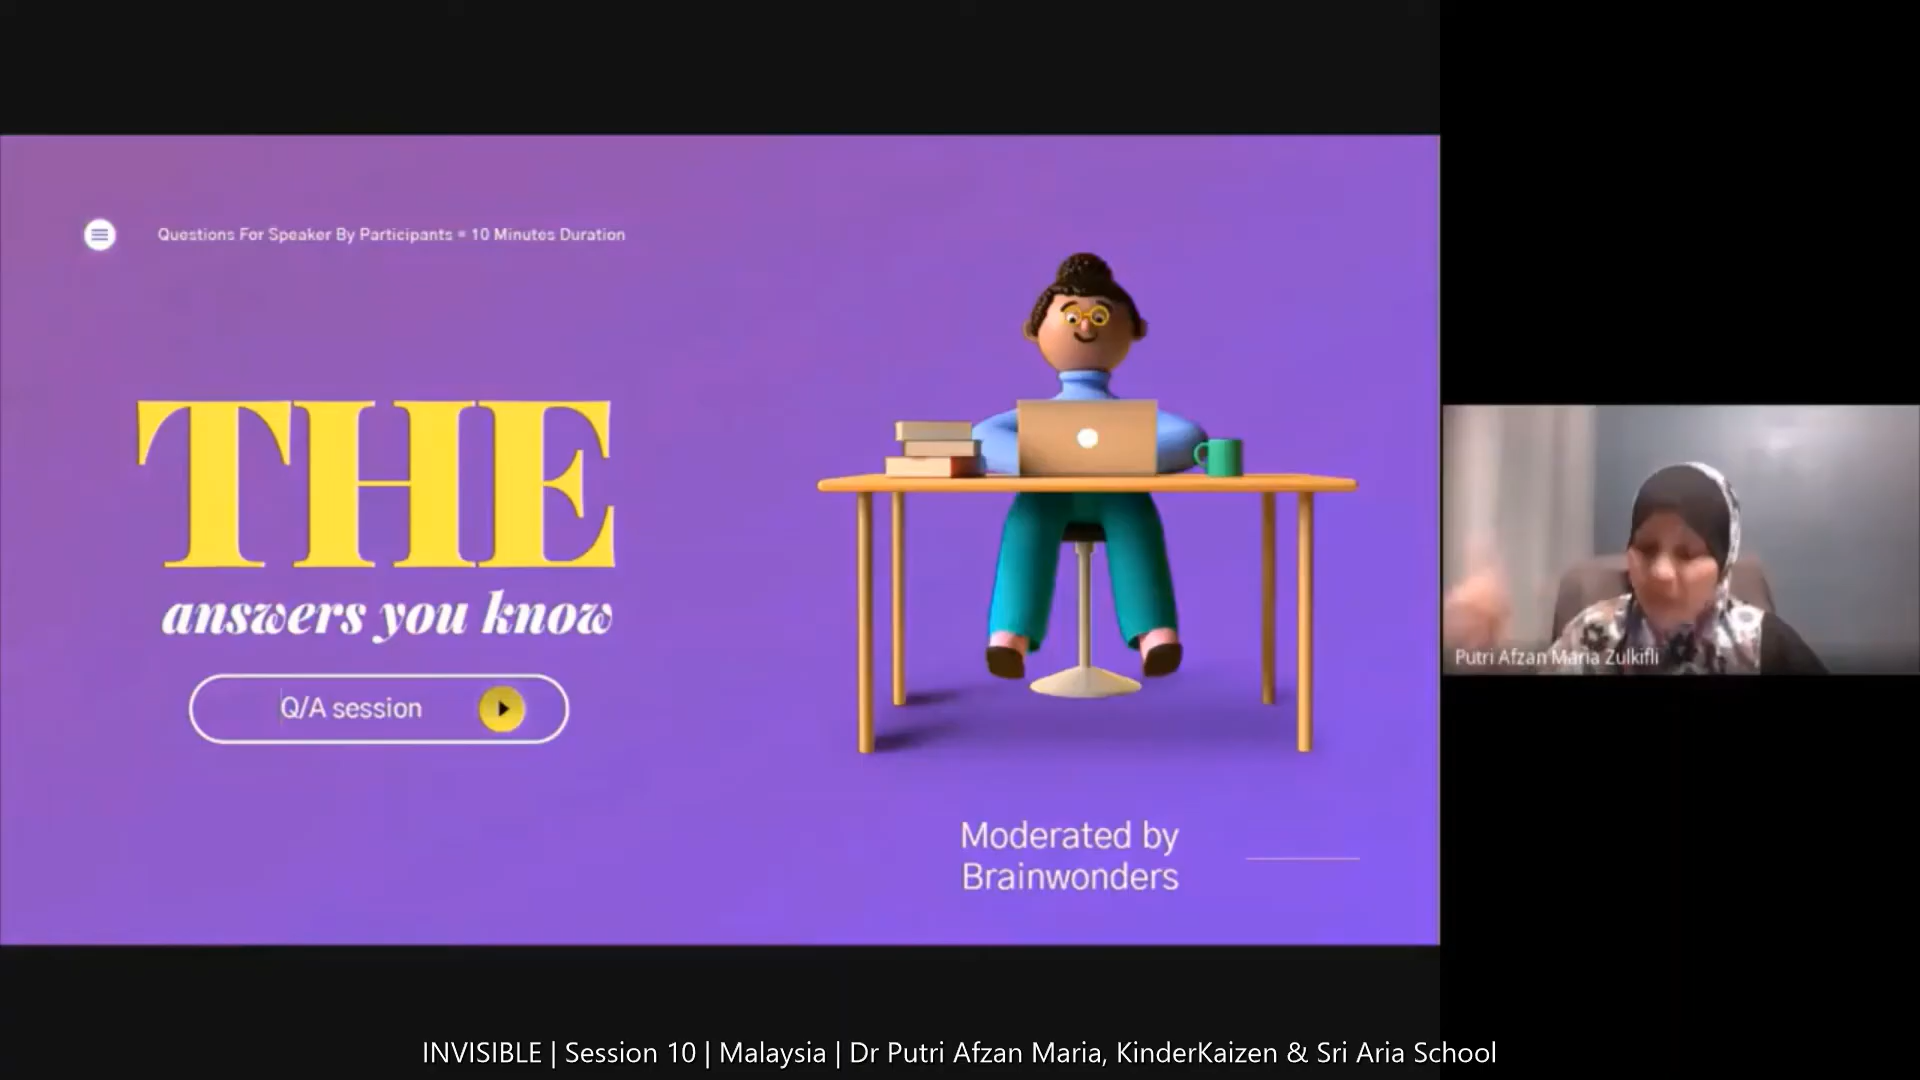 Questions For Speaker By Participants = 10 Minutes Duration
THE
answers you know
Q/A session
Moderated by
Brainwonders
Putri Afzan Maria Zulkifli
INVISIBLE | Session 10 | Malaysia | Dr Putri Afzan Maria, KinderKaizen & Sri Aria School